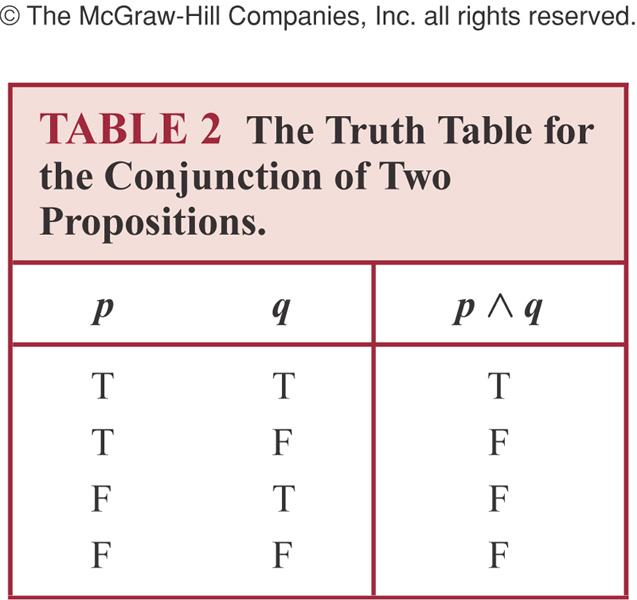 © The McGraw-Hill Companies, Inc. all rights reserved.
TABLE 2 The Truth Table for
the Conjunction of Two
Propositions.
p q p ∧ q
T T T
T F F
F T F
F F F